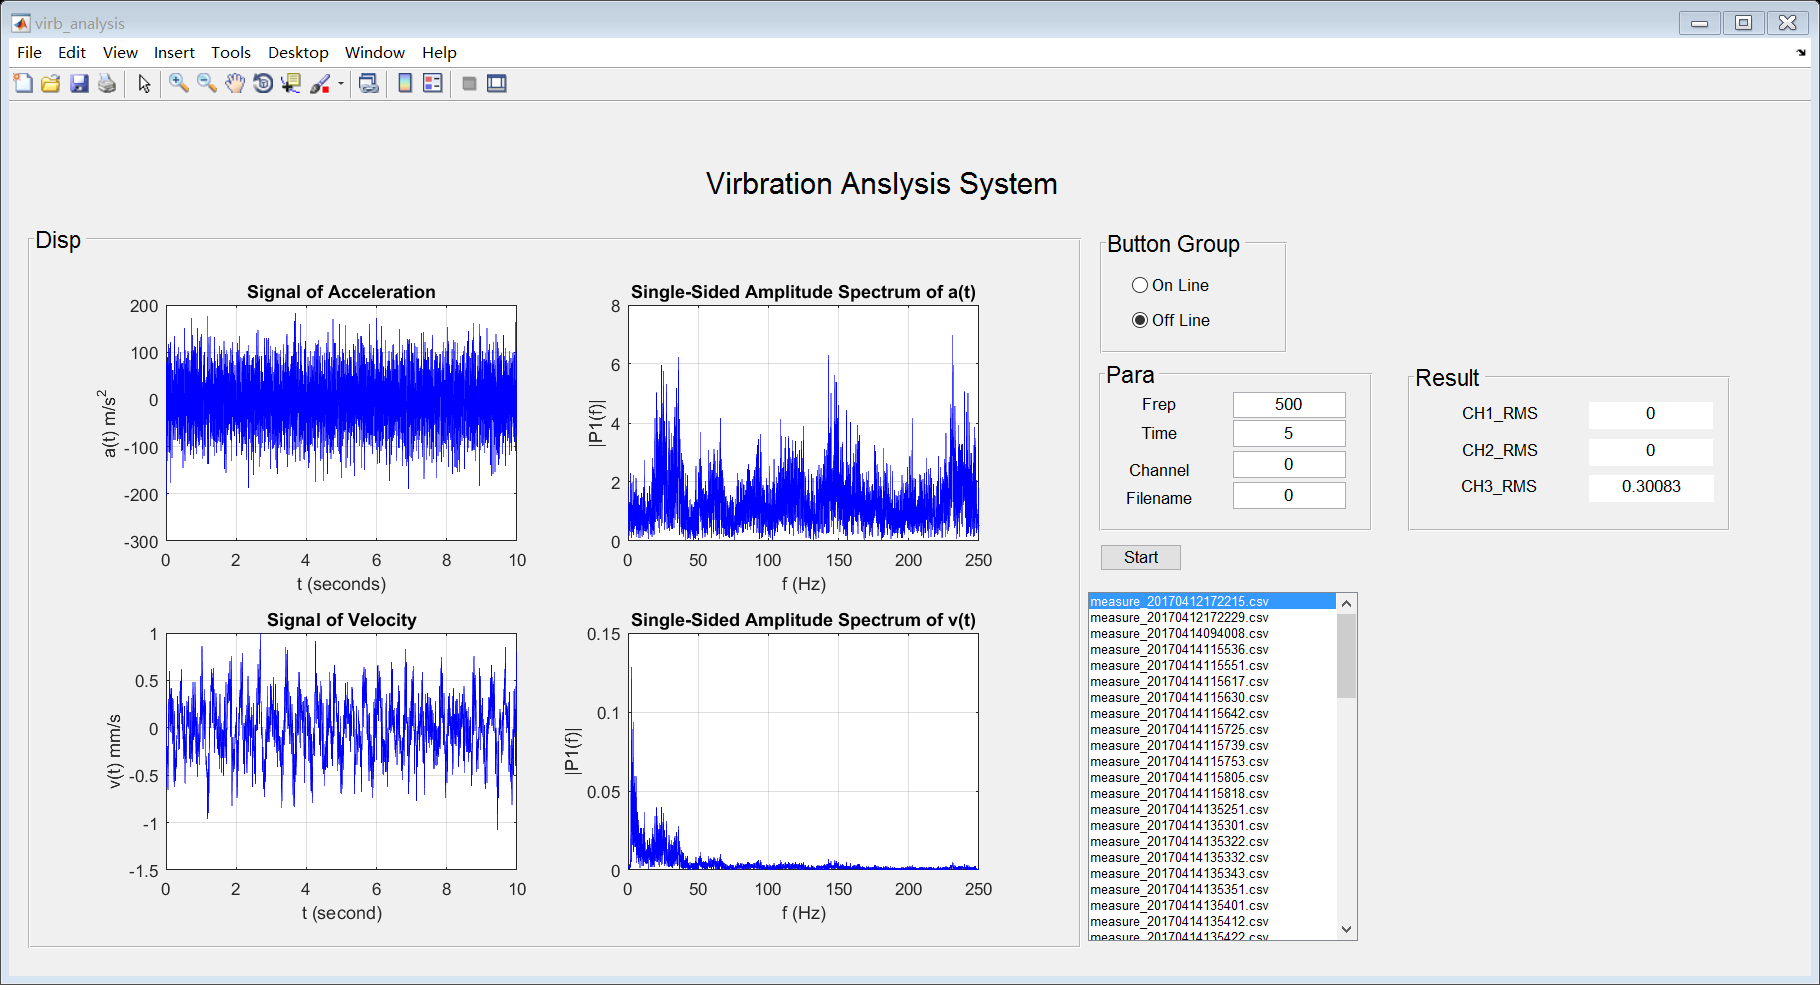 virb_analysis
File Edit View Insert Tools Desktop Window Help
Virbration Anslysis System
Disp
Signal of Acceleration
200
100
0
-100
-200
-300
a(t) m/s²
0 2 4 6 8 10
t (seconds)
Single-Sided Amplitude Spectrum of a(t)
8
6
4
2
0
|P1(f)|
0 50 100 150 200 250
f (Hz)
Signal of Velocity
1
0.5
0
-0.5
-1
-1.5
v(t) mm/s
0 2 4 6 8 10
t (second)
Single-Sided Amplitude Spectrum of v(t)
0.15
0.1
0.05
0
|P1(f)|
0 50 100 150 200 250
f (Hz)
Button Group
On Line
Off Line
Para
Frep 500
Time 5
Channel 0
Filename 0
Result
CH1_RMS 0
CH2_RMS 0
CH3_RMS 0.30083
Start
measure_20170412172215.csv
measure_20170412172229.csv
measure_20170414094008.csv
measure_20170414115536.csv
measure_20170414115551.csv
measure_20170414115617.csv
measure_20170414115630.csv
measure_20170414115642.csv
measure_20170414115725.csv
measure_20170414115739.csv
measure_20170414115753.csv
measure_20170414115805.csv
measure_20170414115818.csv
measure_20170414135251.csv
measure_20170414135301.csv
measure_20170414135322.csv
measure_20170414135332.csv
measure_20170414135343.csv
measure_20170414135351.csv
measure_20170414135401.csv
measure_20170414135412.csv
measure_20170414135422.csv